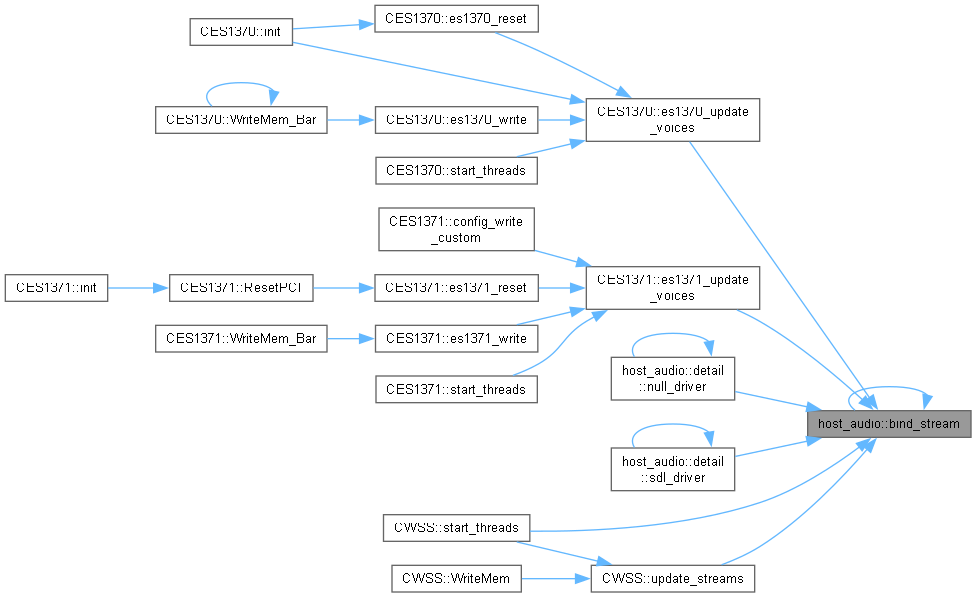 CES1370::es1370_reset
CES1370::init
CES1370::es1370_update
_voices
CES1370::WriteMem_Bar
CES1370::es1370_write
CES1370::start_threads
CES1371::config_write
_custom
CES1371::es1371_update
_voices
CES1371::init
CES1371::ResetPCI
CES1371::es1371_reset
CES1371::WriteMem_Bar
CES1371::es1371_write
CES1371::start_threads
host_audio::detail
::null_driver
host_audio::bind_stream
host_audio::detail
::sdl_driver
CWSS::start_threads
CWSS::WriteMem
CWSS::update_streams